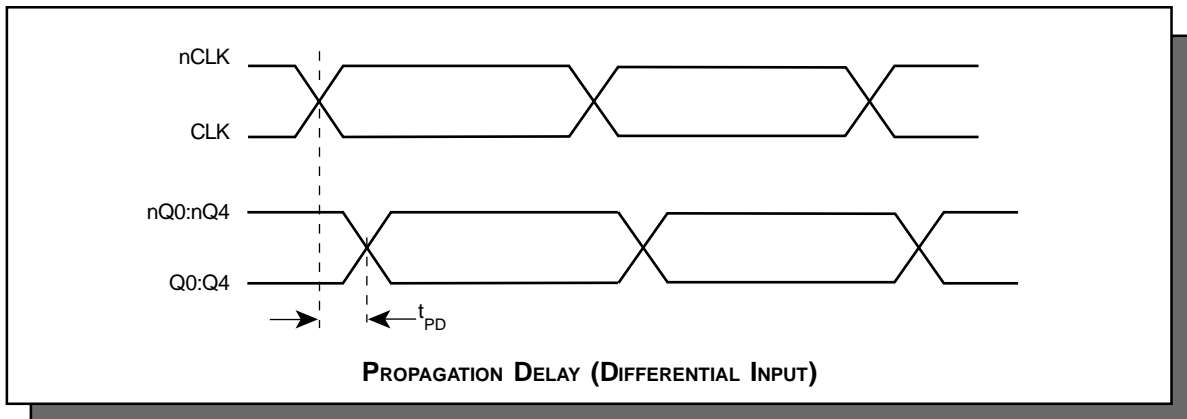 nCLK
CLK
nQ0:nQ4
Q0:Q4
tPD
PROPAGATION DELAY (DIFFERENTIAL INPUT)